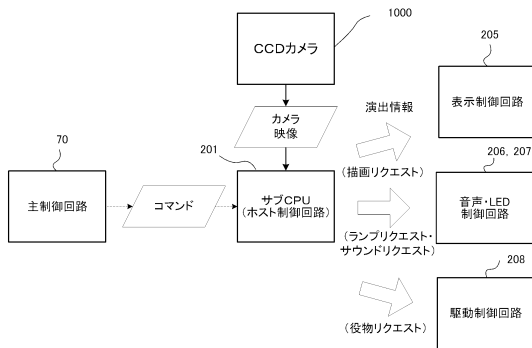 1000
CCDカメラ
205
演出情報
表示制御回路
カメラ
映像
70
201
(描画リクエスト)
206, 207
主制御回路
コマンド
サブCPU
(ホスト制御回路)
音声・LED
制御回路
(ランプリクエスト・
サウンドリクエスト)
208
(役物リクエスト)
駆動制御回路